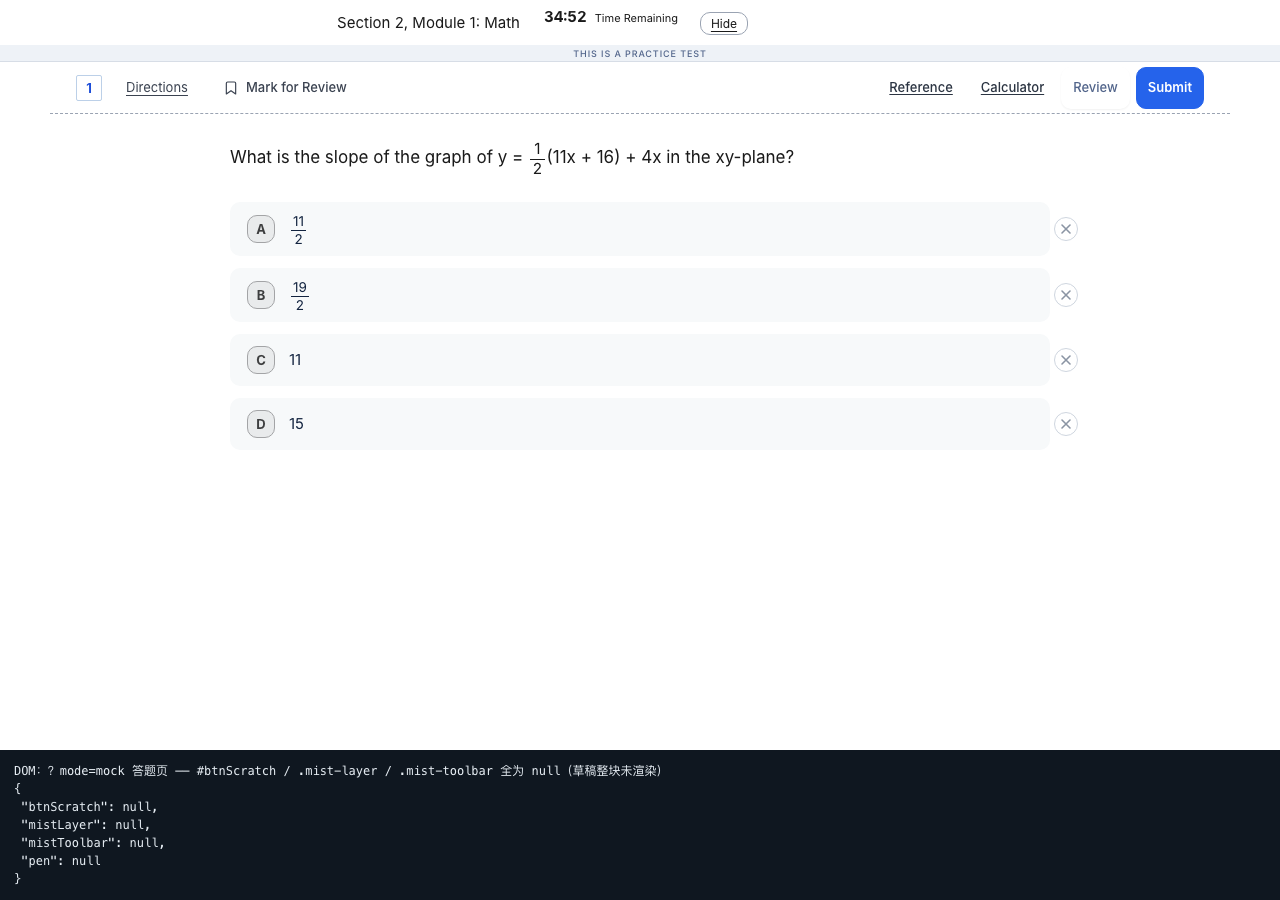 Section 2, Module 1: Math 34:52 Time Remaining Hide
THIS IS A PRACTICE TEST
1 Directions Mark for Review Reference Calculator Review Submit
What is the slope of the graph of y = 1/2(11x + 16) + 4x in the xy-plane?
A 11/2
B 19/2
C 11
D 15
DOM: ?mode=mock 答题页 —— #btnScratch / .mist-layer / .mist-toolbar 全为 null (草稿整块未渲染)
{
"btnScratch": null,
"mistLayer": null,
"mistToolbar": null,
"pen": null
}